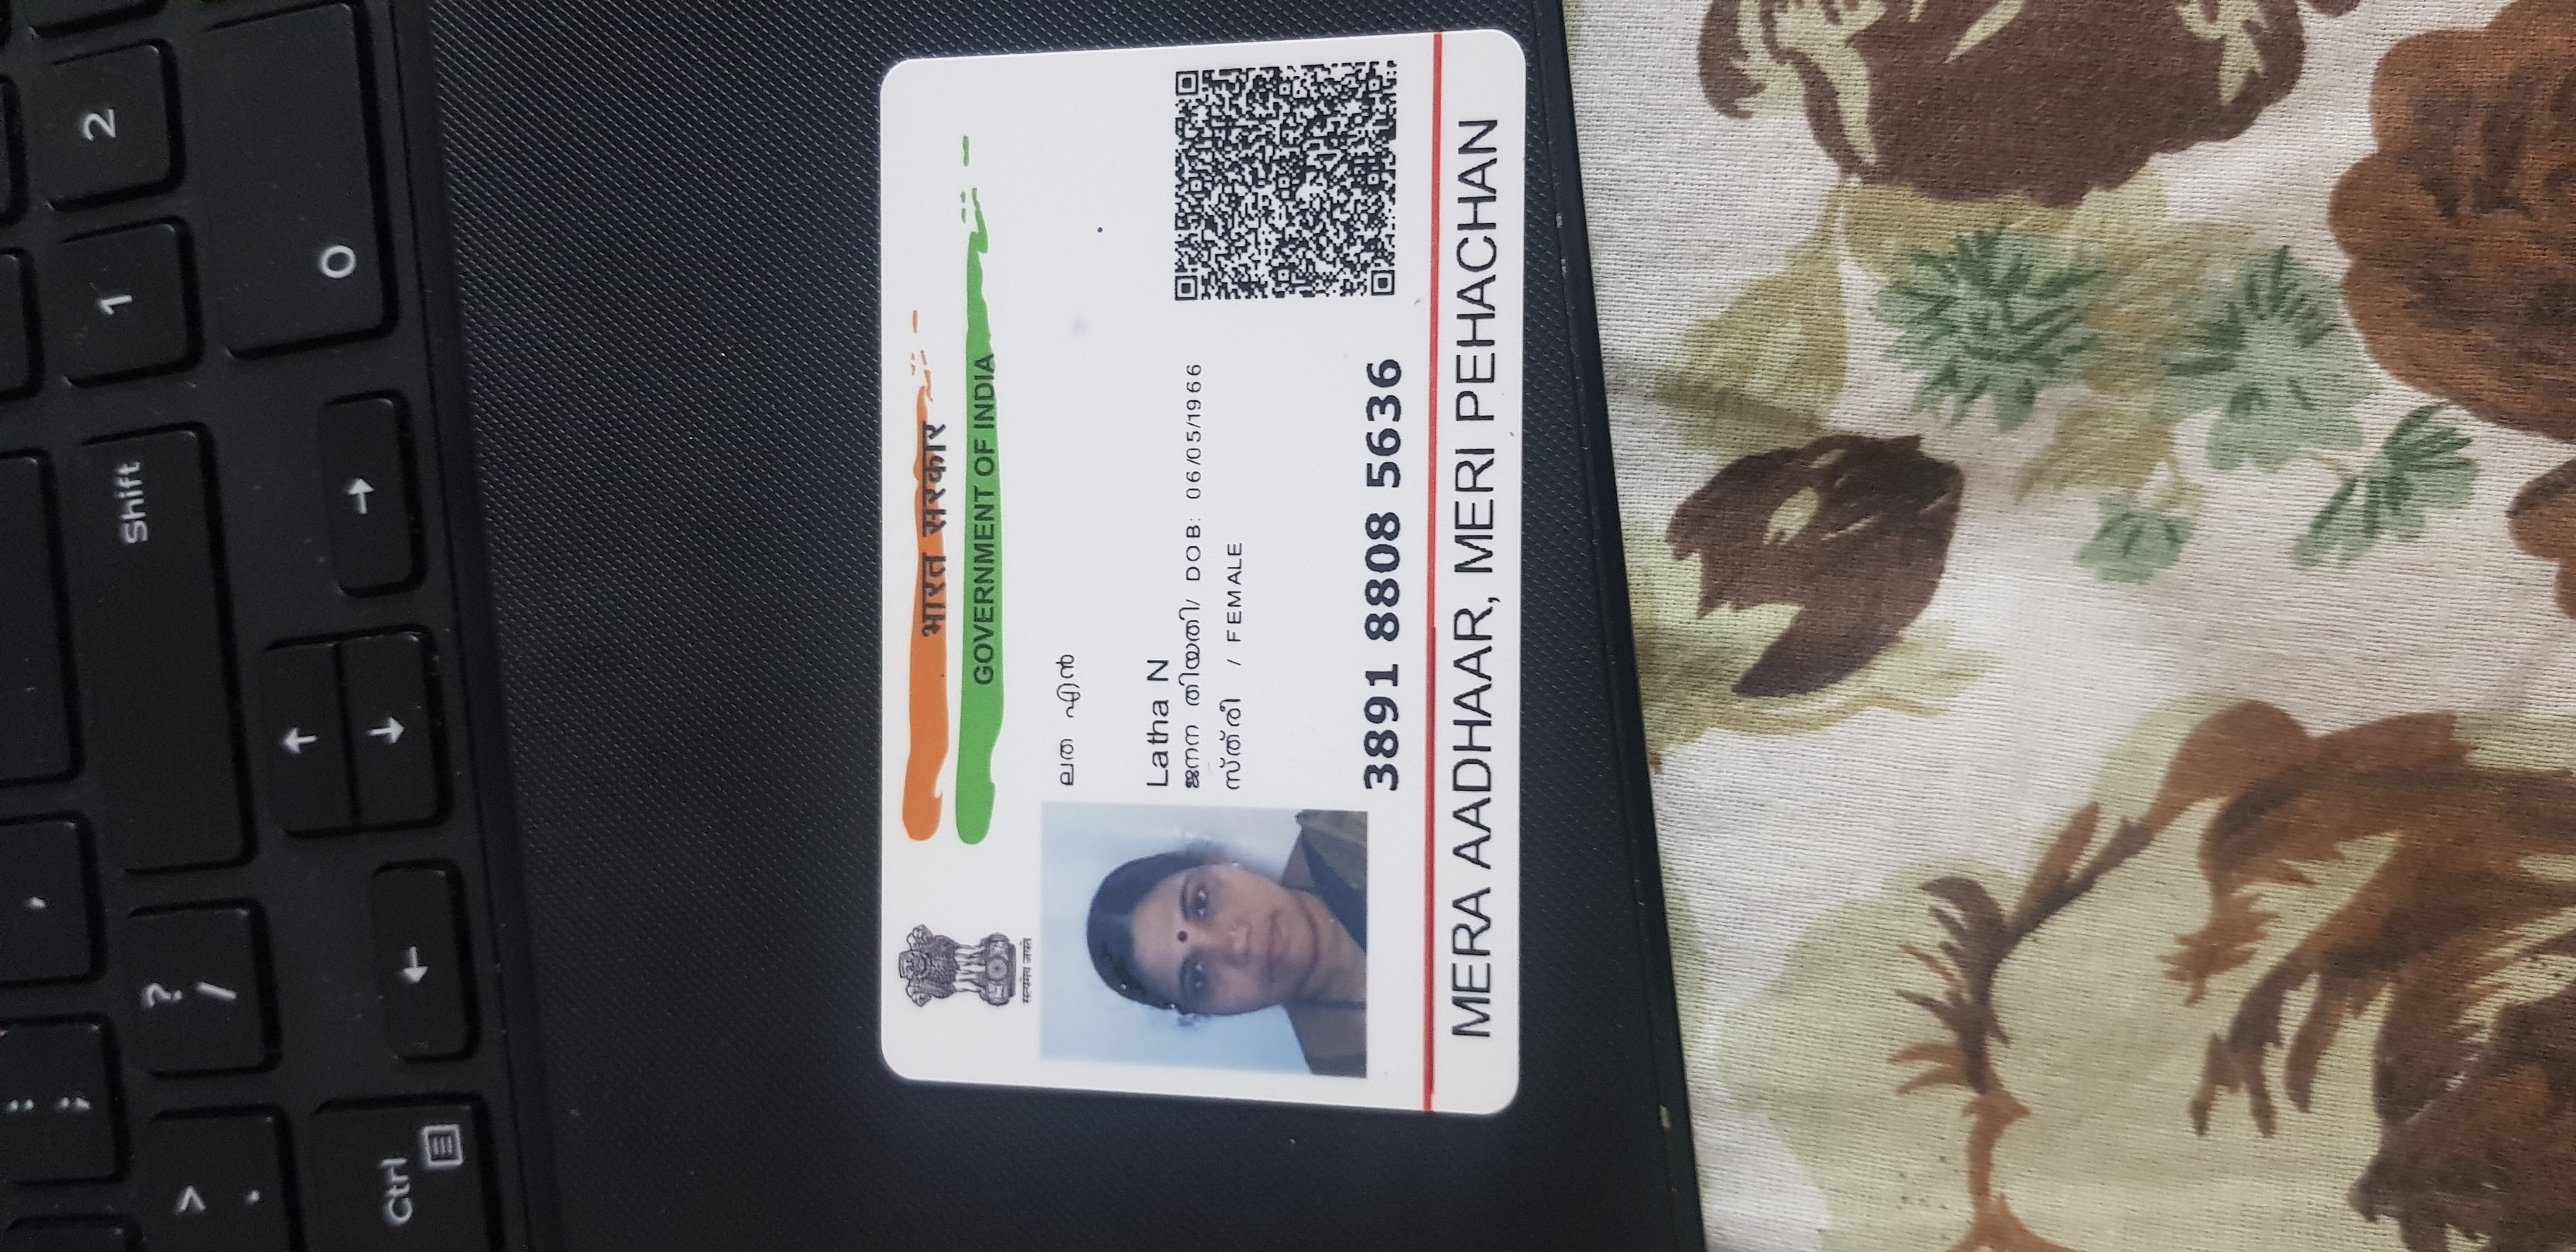 :
;
,
>
.
?
/
Shift
1
2
Ctrl
↑
←
↓
→
0
भारत सरकार
GOVERNMENT OF INDIA
सत्यमेव जयते
ലത എൻ
Latha N
ജനന തിയതി/ DOB: 06/05/1966
സ്ത്രീ / FEMALE
3891 8808 5636
MERA AADHAAR, MERI PEHACHAN